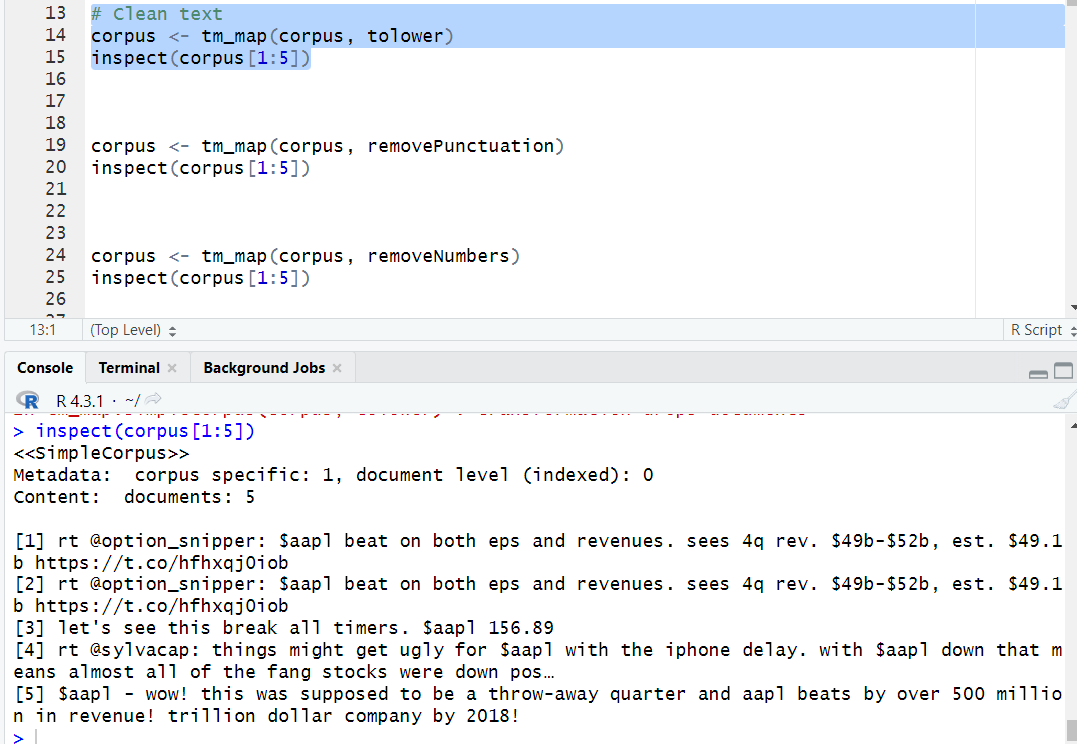 13 # Clean text
14 corpus <- tm_map(corpus, tolower)
15 inspect(corpus[1:5])
16
17
18
19 corpus <- tm_map(corpus, removePunctuation)
20 inspect(corpus[1:5])
21
22
23
24 corpus <- tm_map(corpus, removeNumbers)
25 inspect(corpus[1:5])
26
13:1 (Top Level) R Script
Console Terminal Background Jobs
R R 4.3.1 · ~/
> inspect(corpus[1:5])
<<SimpleCorpus>>
Metadata:  corpus specific: 1, document level (indexed): 0
Content:  documents: 5
[1] rt @option_snipper: $aapl beat on both eps and revenues. sees 4q rev. $49b-$52b, est. $49.1
b https://t.co/hfhxqj0iob
[2] rt @option_snipper: $aapl beat on both eps and revenues. sees 4q rev. $49b-$52b, est. $49.1
b https://t.co/hfhxqj0iob
[3] let's see this break all timers. $aapl 156.89
[4] rt @sylvacap: things might get ugly for $aapl with the iphone delay. with $aapl down that m
eans almost all of the fang stocks were down pos…
[5] $aapl - wow! this was supposed to be a throw-away quarter and aapl beats by over 500 millio
n in revenue! trillion dollar company by 2018!
>